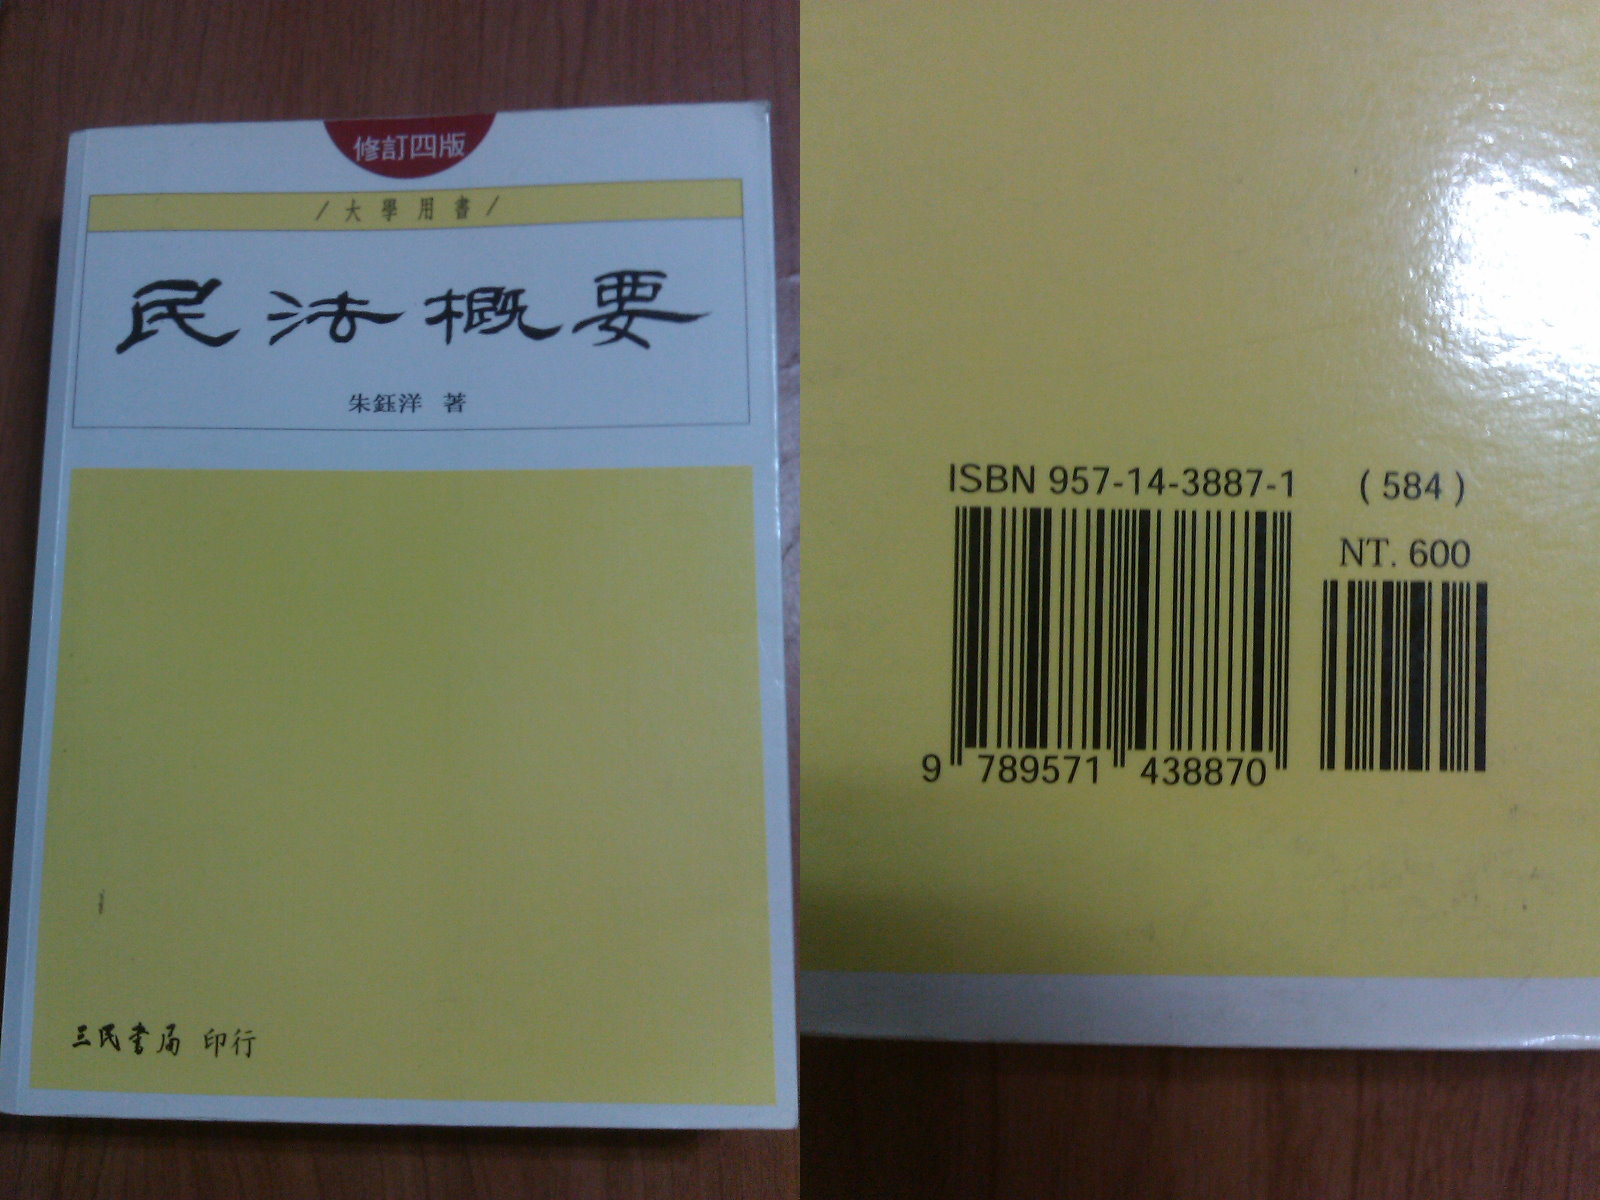 修訂四版
/大學用書/
民法概要
朱鈺洋 著
三民書局 印行
ISBN 957-14-3887-1 (584)
NT. 600
9 789571 438870